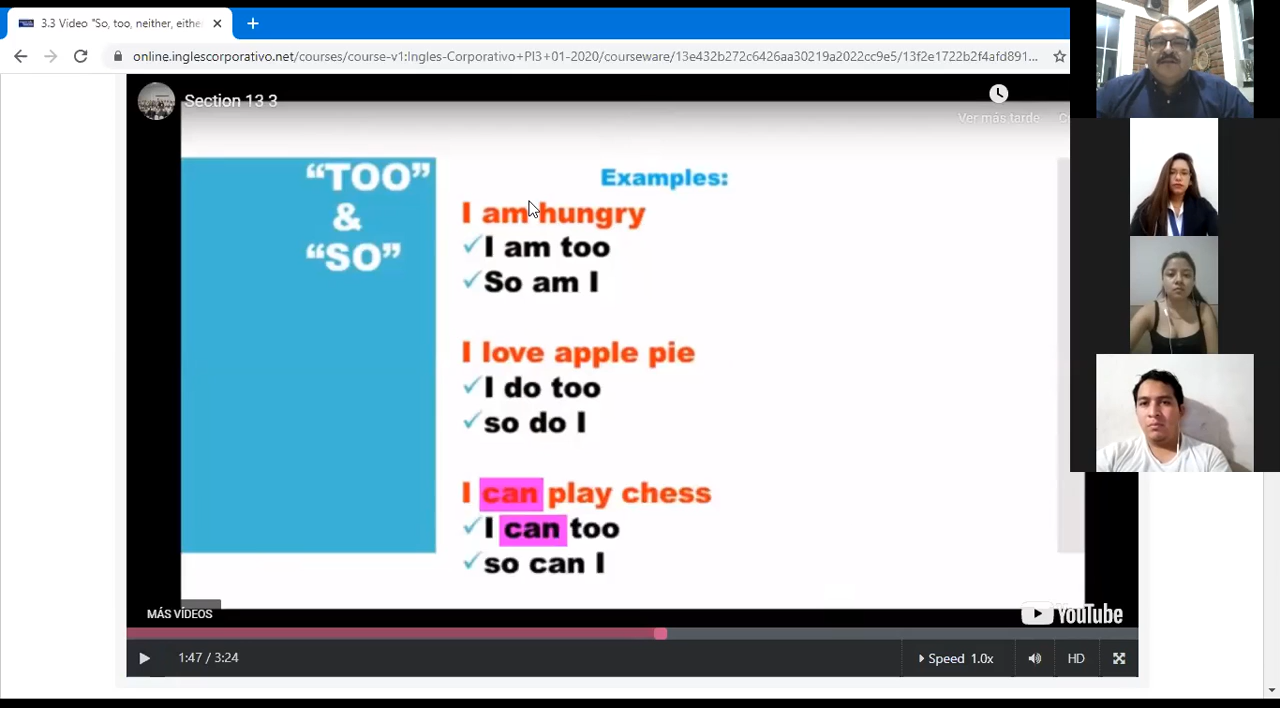 3.3 Video "So, too, neither, eithe
online.inglescorporativo.net/courses/course-v1:Ingles-Corporativo+PI3+01-2020/courseware/13e432b272c6426aa30219a2022cc9e5/13f2e1722b2f4afd891...
Section 13 3
Ver más tarde
"TOO"
&
"SO"
Examples:
I am hungry
✓I am too
✓So am I
I love apple pie
✓I do too
✓so do I
I can play chess
✓I can too
✓so can I
MÁS VÍDEOS
YouTube
1:47 / 3:24
Speed 1.0x
HD